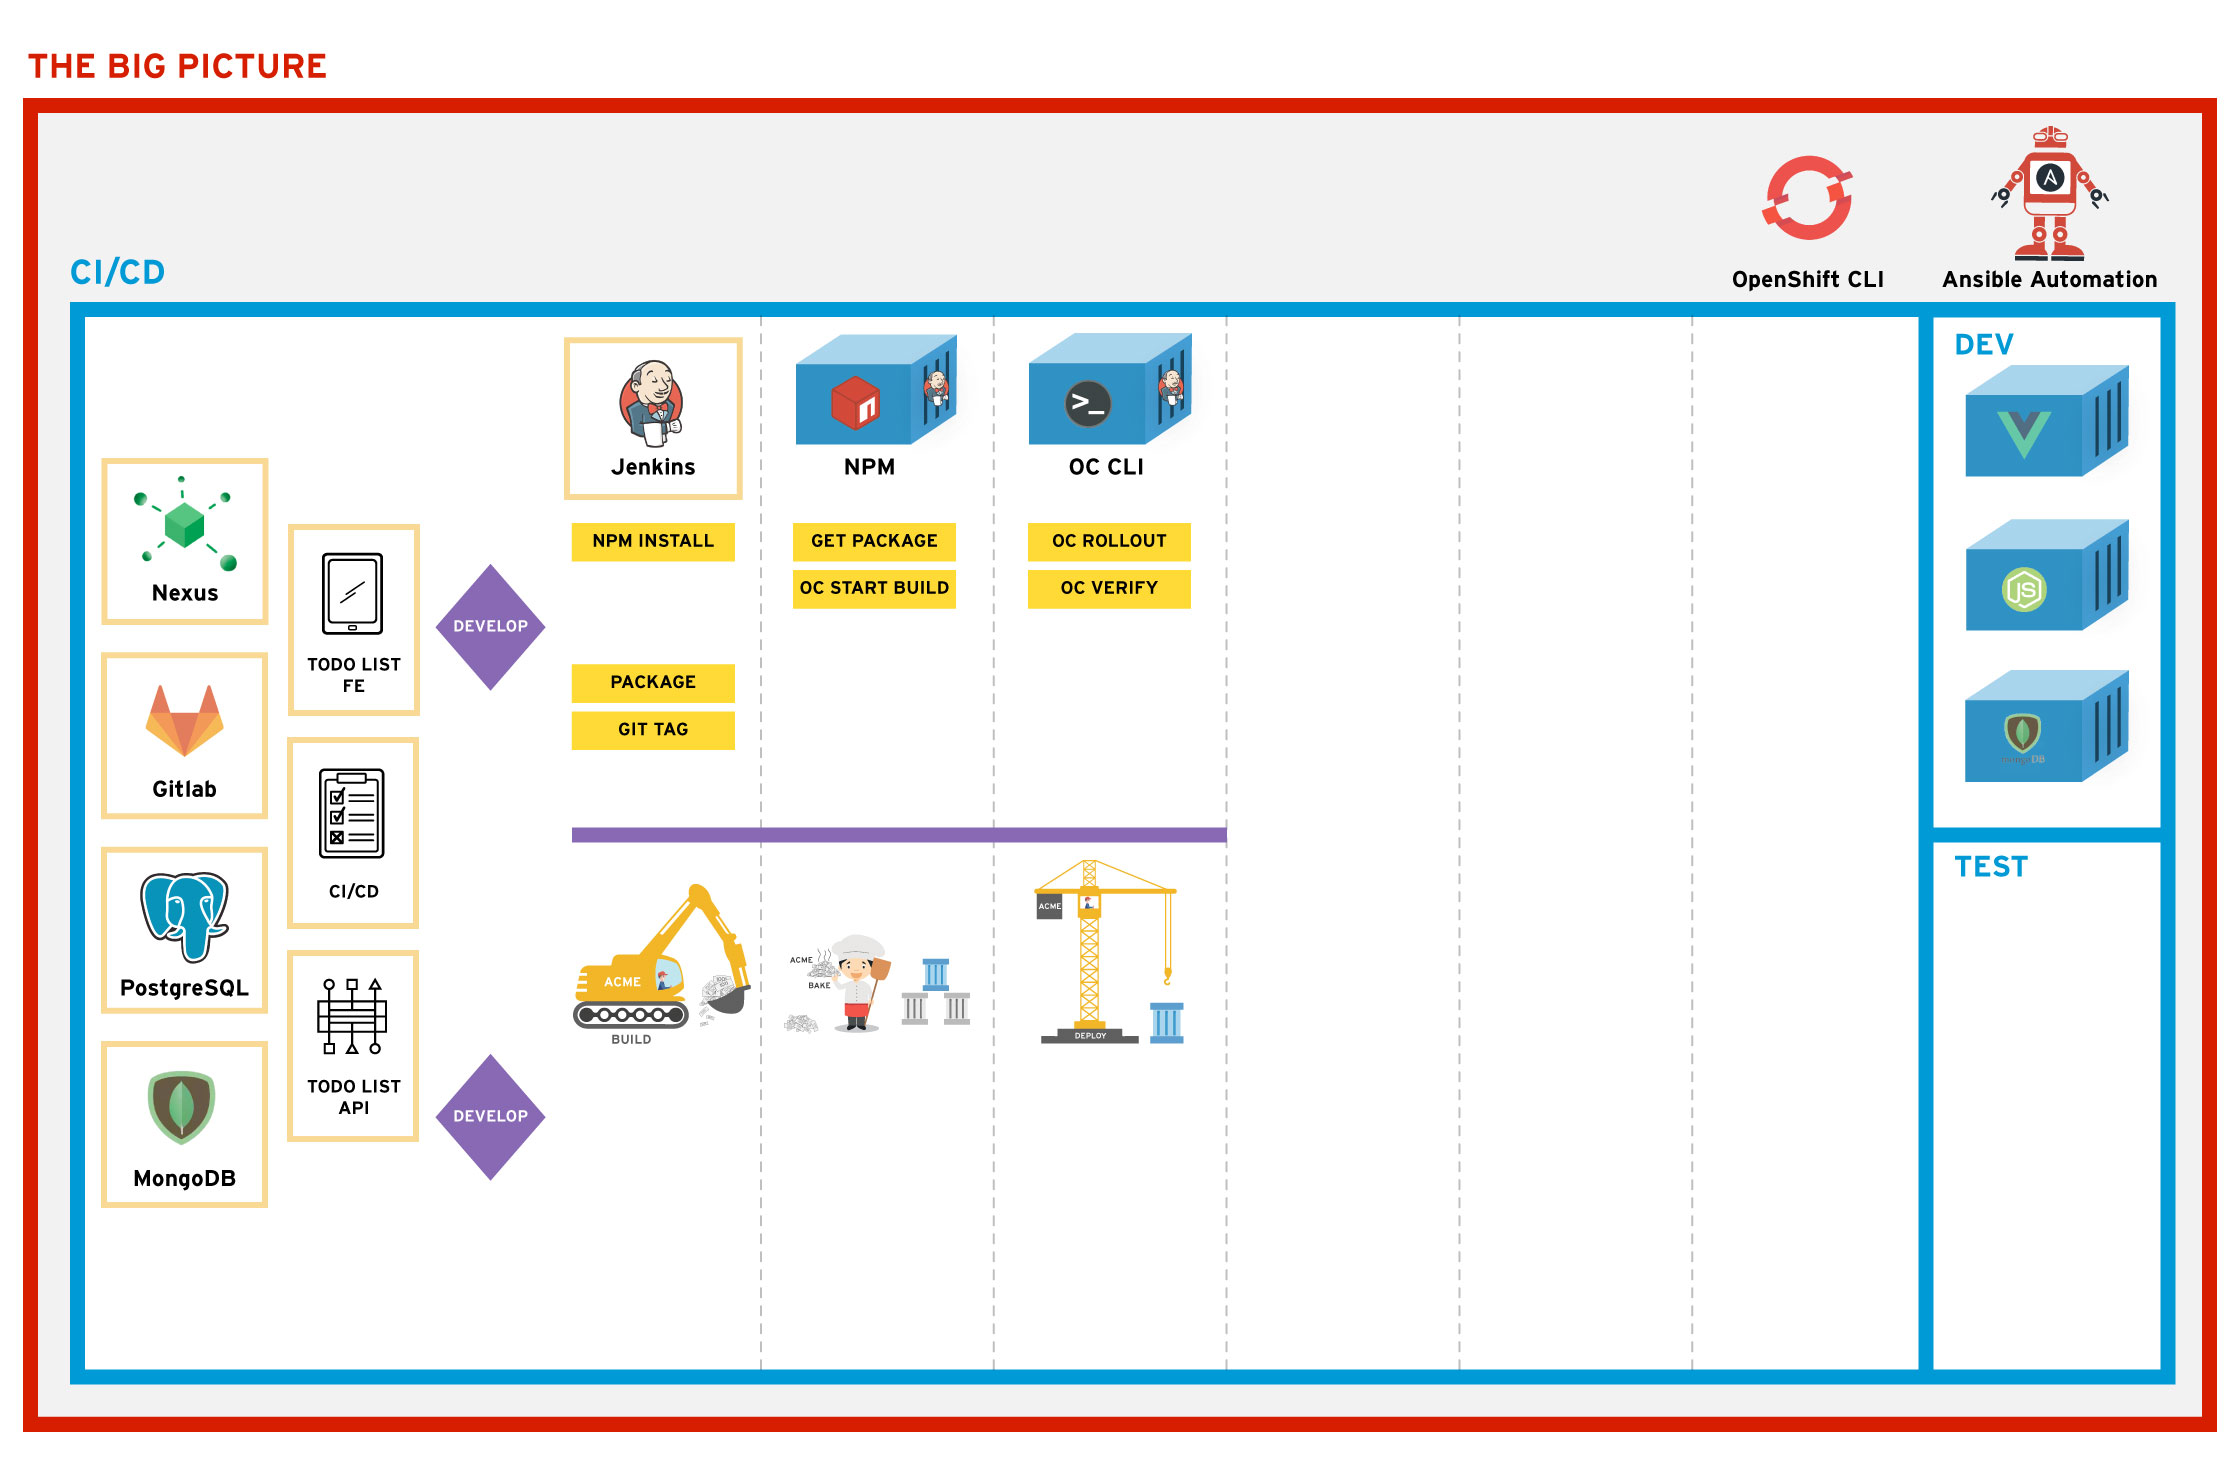 THE BIG PICTURE
OpenShift CLI
Ansible Automation
CI/CD
Nexus
Gitlab
PostgreSQL
MongoDB
TODO LIST
FE
CI/CD
TODO LIST
API
DEVELOP
DEVELOP
Jenkins
NPM INSTALL
PACKAGE
GIT TAG
ACME
BUILD
NPM
GET PACKAGE
OC START BUILD
ACME
BAKE
>_
OC CLI
OC ROLLOUT
OC VERIFY
ACME
DEPLOY
DEV
JS
TEST